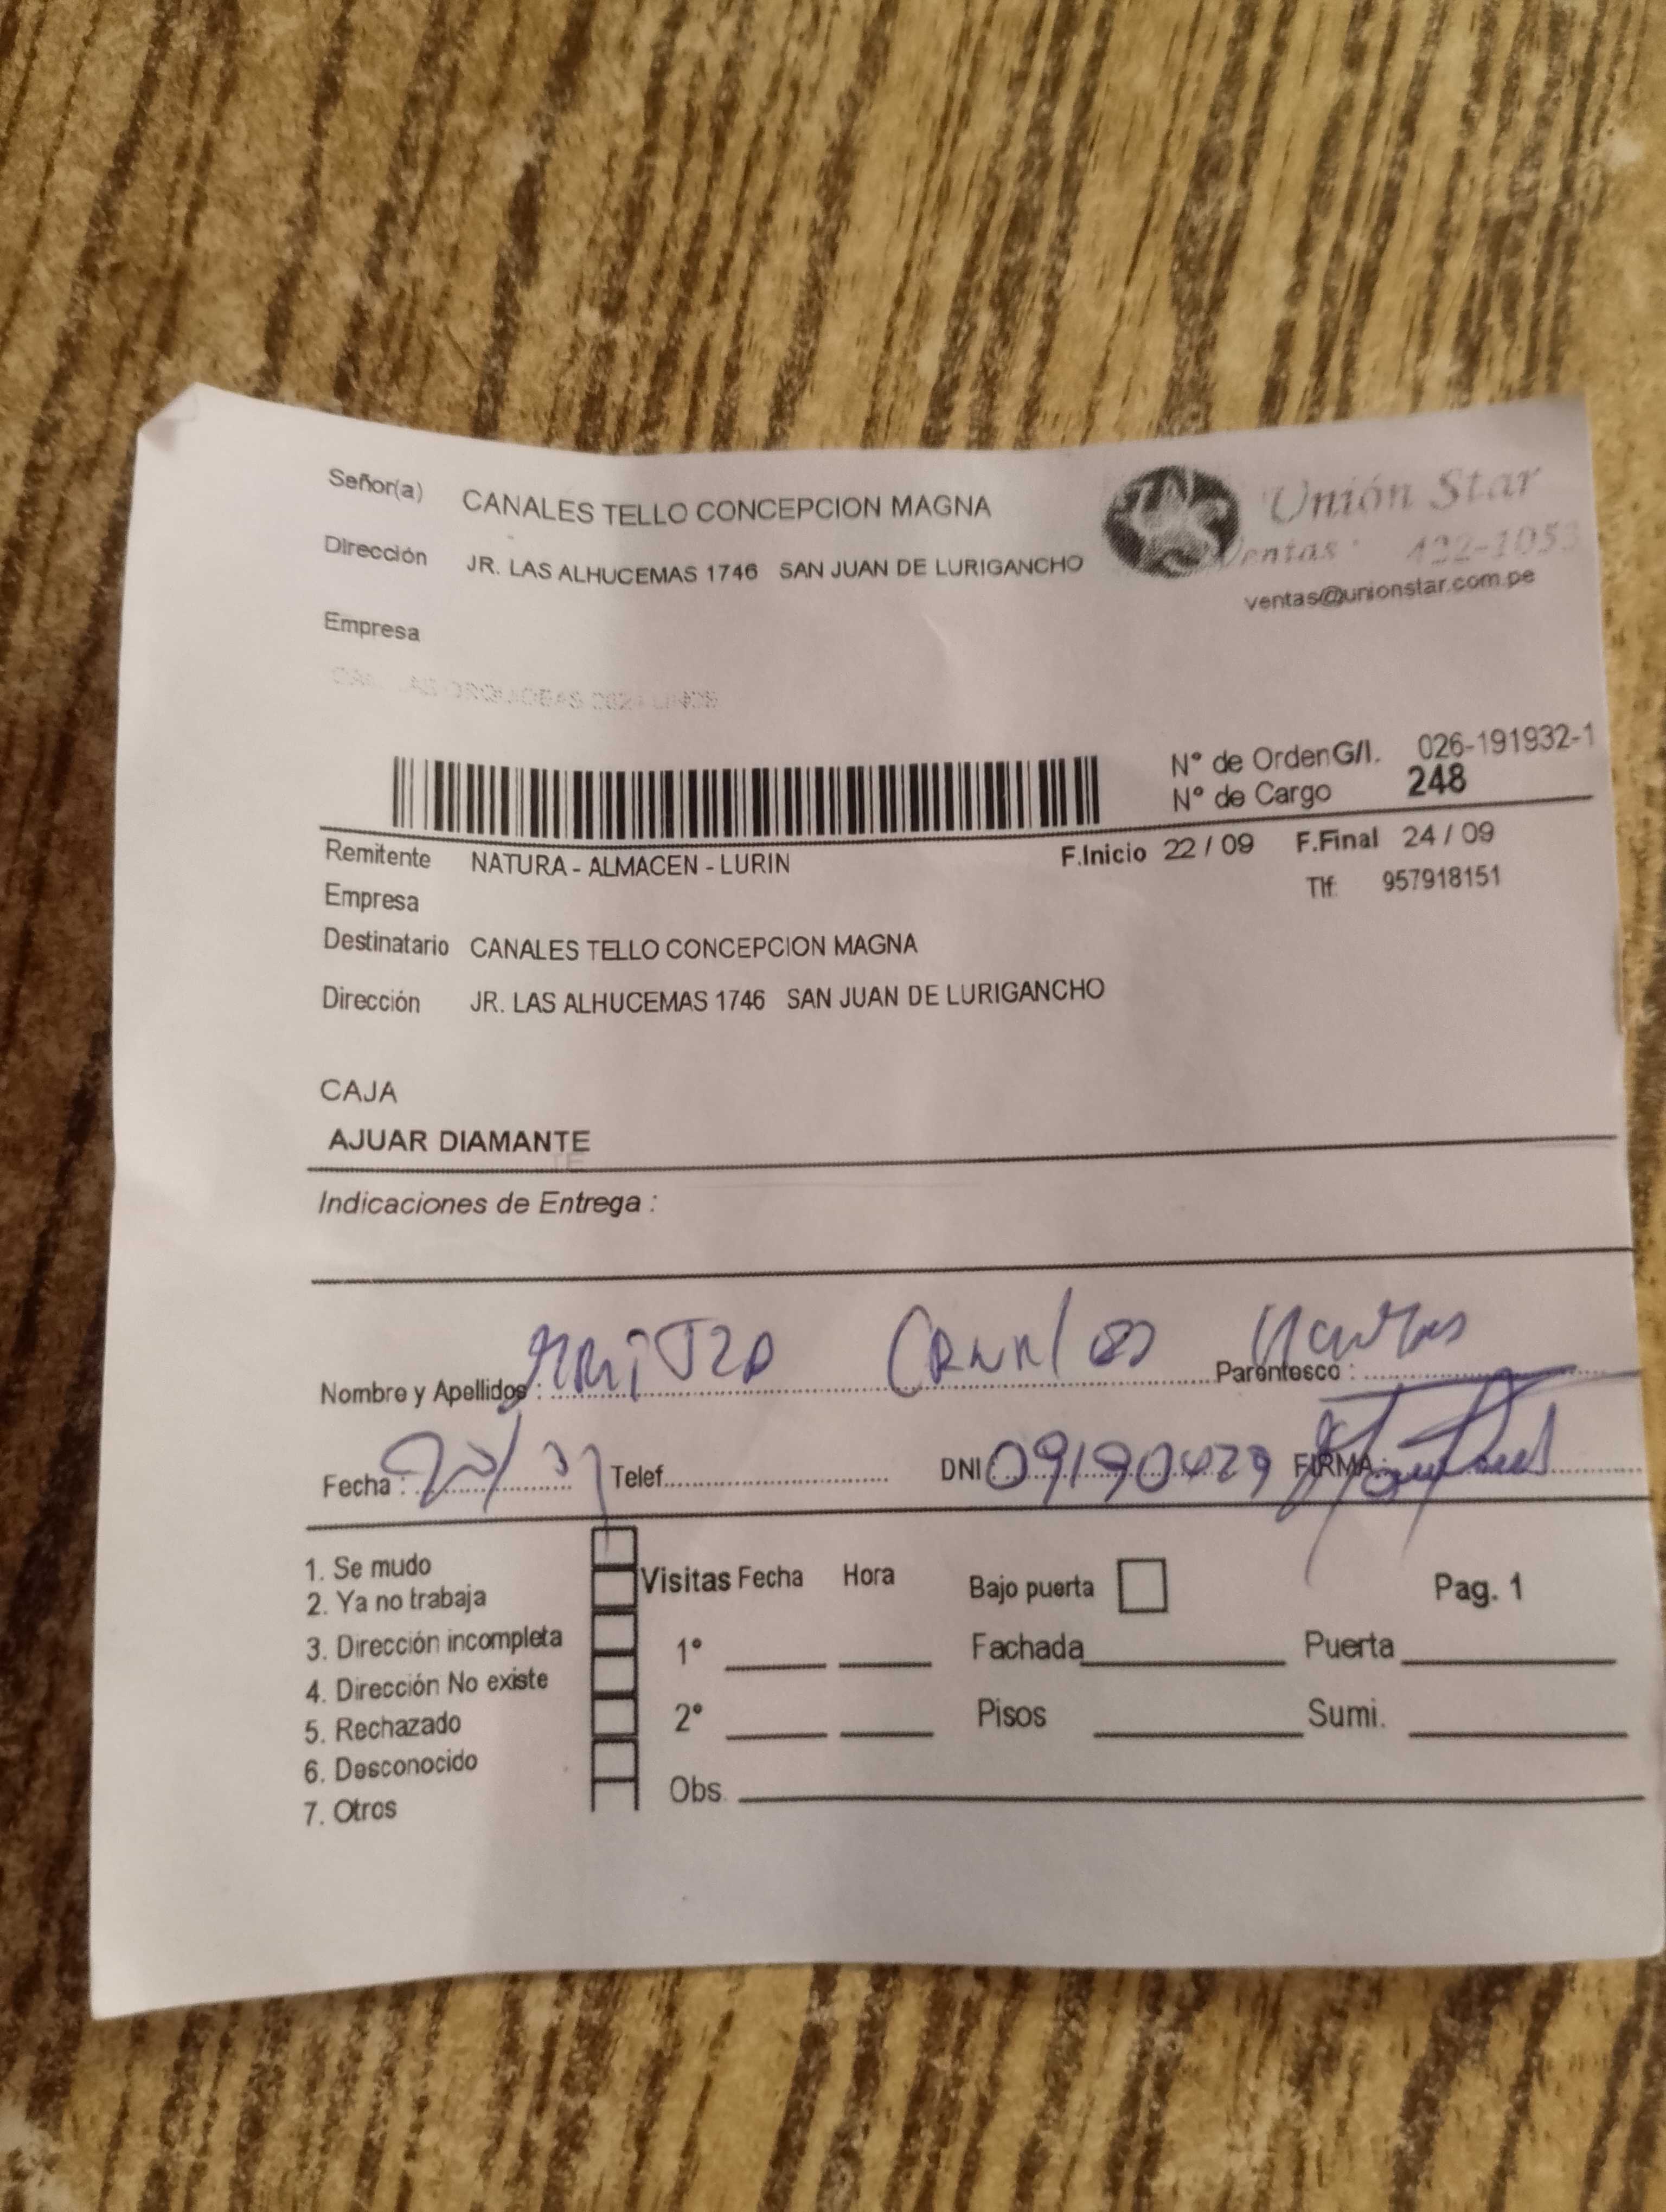 Señor(a) CANALES TELLO CONCEPCION MAGNA
Unión Star
Dirección JR. LAS ALHUCEMAS 1746 SAN JUAN DE LURIGANCHO
Ventas: 422-1053
ventas@unionstar.com.pe
Empresa
N° de Orden G/I. 026-191932-1
N° de Cargo 248
Remitente NATURA - ALMACEN - LURIN F.Inicio 22 / 09 F.Final 24 / 09
Empresa Tlf: 957918151
Destinatario CANALES TELLO CONCEPCION MAGNA
Dirección JR. LAS ALHUCEMAS 1746 SAN JUAN DE LURIGANCHO
CAJA
AJUAR DIAMANTE
Indicaciones de Entrega :
Nombre y Apellidos : Canales Parentesco :
Fecha : Telef. DNI 09190429 FIRMA :
1. Se mudo
2. Ya no trabaja
3. Dirección incompleta
4. Dirección No existe
5. Rechazado
6. Desconocido
7. Otros
Visitas Fecha Hora
1°
2°
Obs.
Bajo puerta Pag. 1
Fachada Puerta
Pisos Sumi.